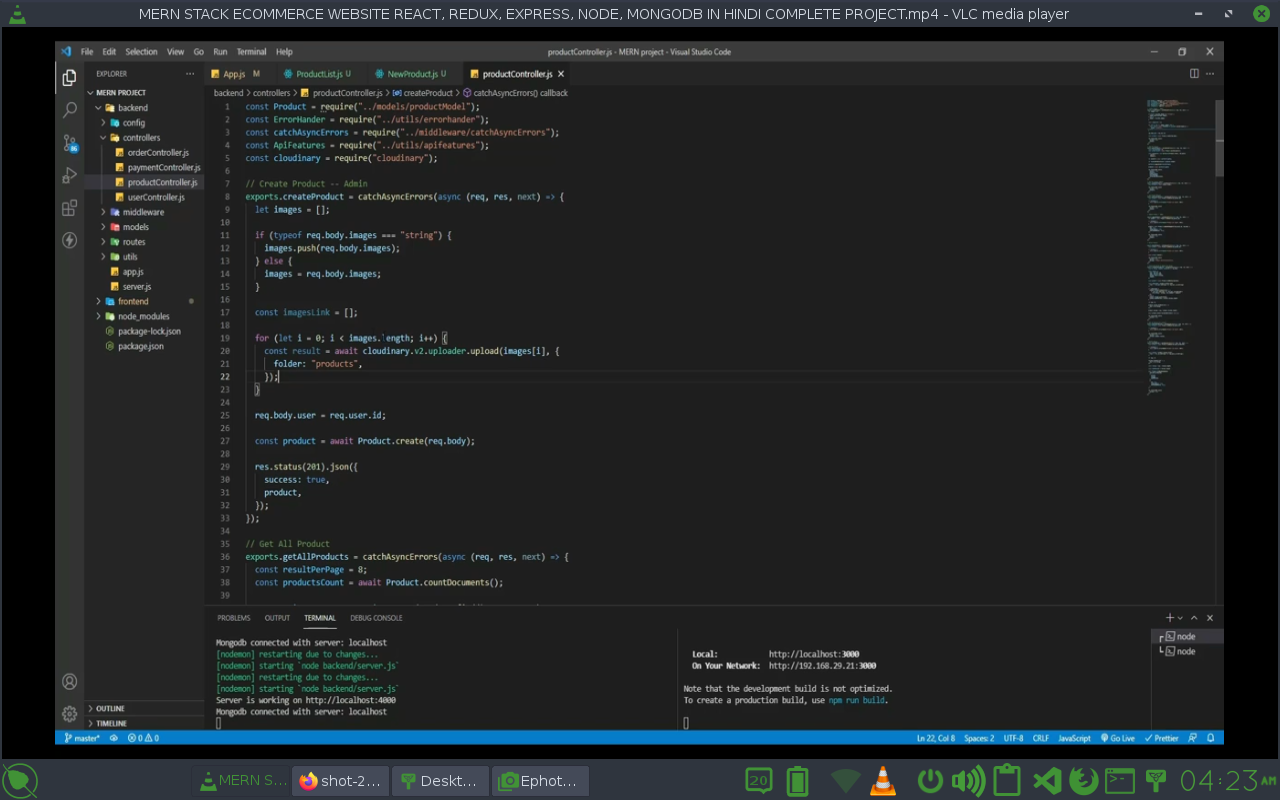 MERN STACK ECOMMERCE WEBSITE REACT, REDUX, EXPRESS, NODE, MONGODB IN HINDI COMPLETE PROJECT.mp4 - VLC media player
File Edit Selection View Go Run Terminal Help
productController.js - MERN project - Visual Studio Code
EXPLORER
App.js M
ProductList.js U
NewProduct.js U
productController.js
backend > controllers > productController.js > createProduct > catchAsyncErrors() callback
MERN PROJECT
backend
config
controllers
orderController.js
paymentController.js
productController.js
userController.js
middleware
models
routes
utils
app.js
server.js
frontend
node_modules
package-lock.json
package.json
OUTLINE
TIMELINE
86
1 const Product = require("../models/productModel");
2 const ErrorHander = require("../utils/errorhander");
3 const catchAsyncErrors = require("../middleware/catchAsyncErrors");
4 const ApiFeatures = require("../utils/apifeatures");
5 const cloudinary = require("cloudinary");
6
7 // Create Product -- Admin
8 exports.createProduct = catchAsyncErrors(async (req, res, next) => {
9 let images = [];
10
11 if (typeof req.body.images === "string") {
12 images.push(req.body.images);
13 } else {
14 images = req.body.images;
15 }
16
17 const imagesLink = [];
18
19 for (let i = 0; i < images.length; i++) {
20 const result = await cloudinary.v2.uploader.upload(images[i], {
21 folder: "products",
22 });
23 }
24
25 req.body.user = req.user.id;
26
27 const product = await Product.create(req.body);
28
29 res.status(201).json({
30 success: true,
31 product,
32 });
33 });
34
35 // Get All Product
36 exports.getAllProducts = catchAsyncErrors(async (req, res, next) => {
37 const resultPerPage = 8;
38 const productsCount = await Product.countDocuments();
39
PROBLEMS OUTPUT TERMINAL DEBUG CONSOLE
Mongodb connected with server: localhost
[nodemon] restarting due to changes...
[nodemon] starting `node backend/server.js`
[nodemon] restarting due to changes...
[nodemon] starting `node backend/server.js`
Server is working on http://localhost:4000
Mongodb connected with server: localhost
Local: http://localhost:3000
On Your Network: http://192.168.29.21:3000
Note that the development build is not optimized.
To create a production build, use npm run build.
node
node
master* 0 0 Ln 22, Col 8 Spaces: 2 UTF-8 CRLF JavaScript Go Live Prettier
MERN S... shot-2... Deskt... Ephot... 20 04:23 AM